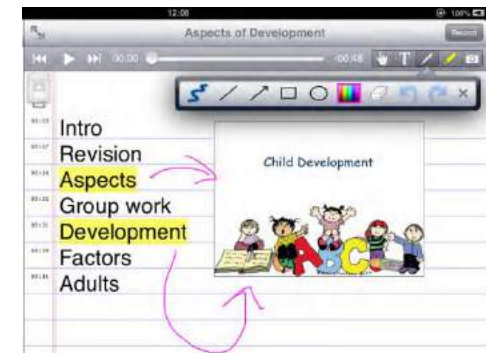 12:08
100%
Aspects of Development
Record
00:00
-00:48
T
Intro
Revision
Aspects
Group work
Development
Factors
Adults
Child Development
ABC